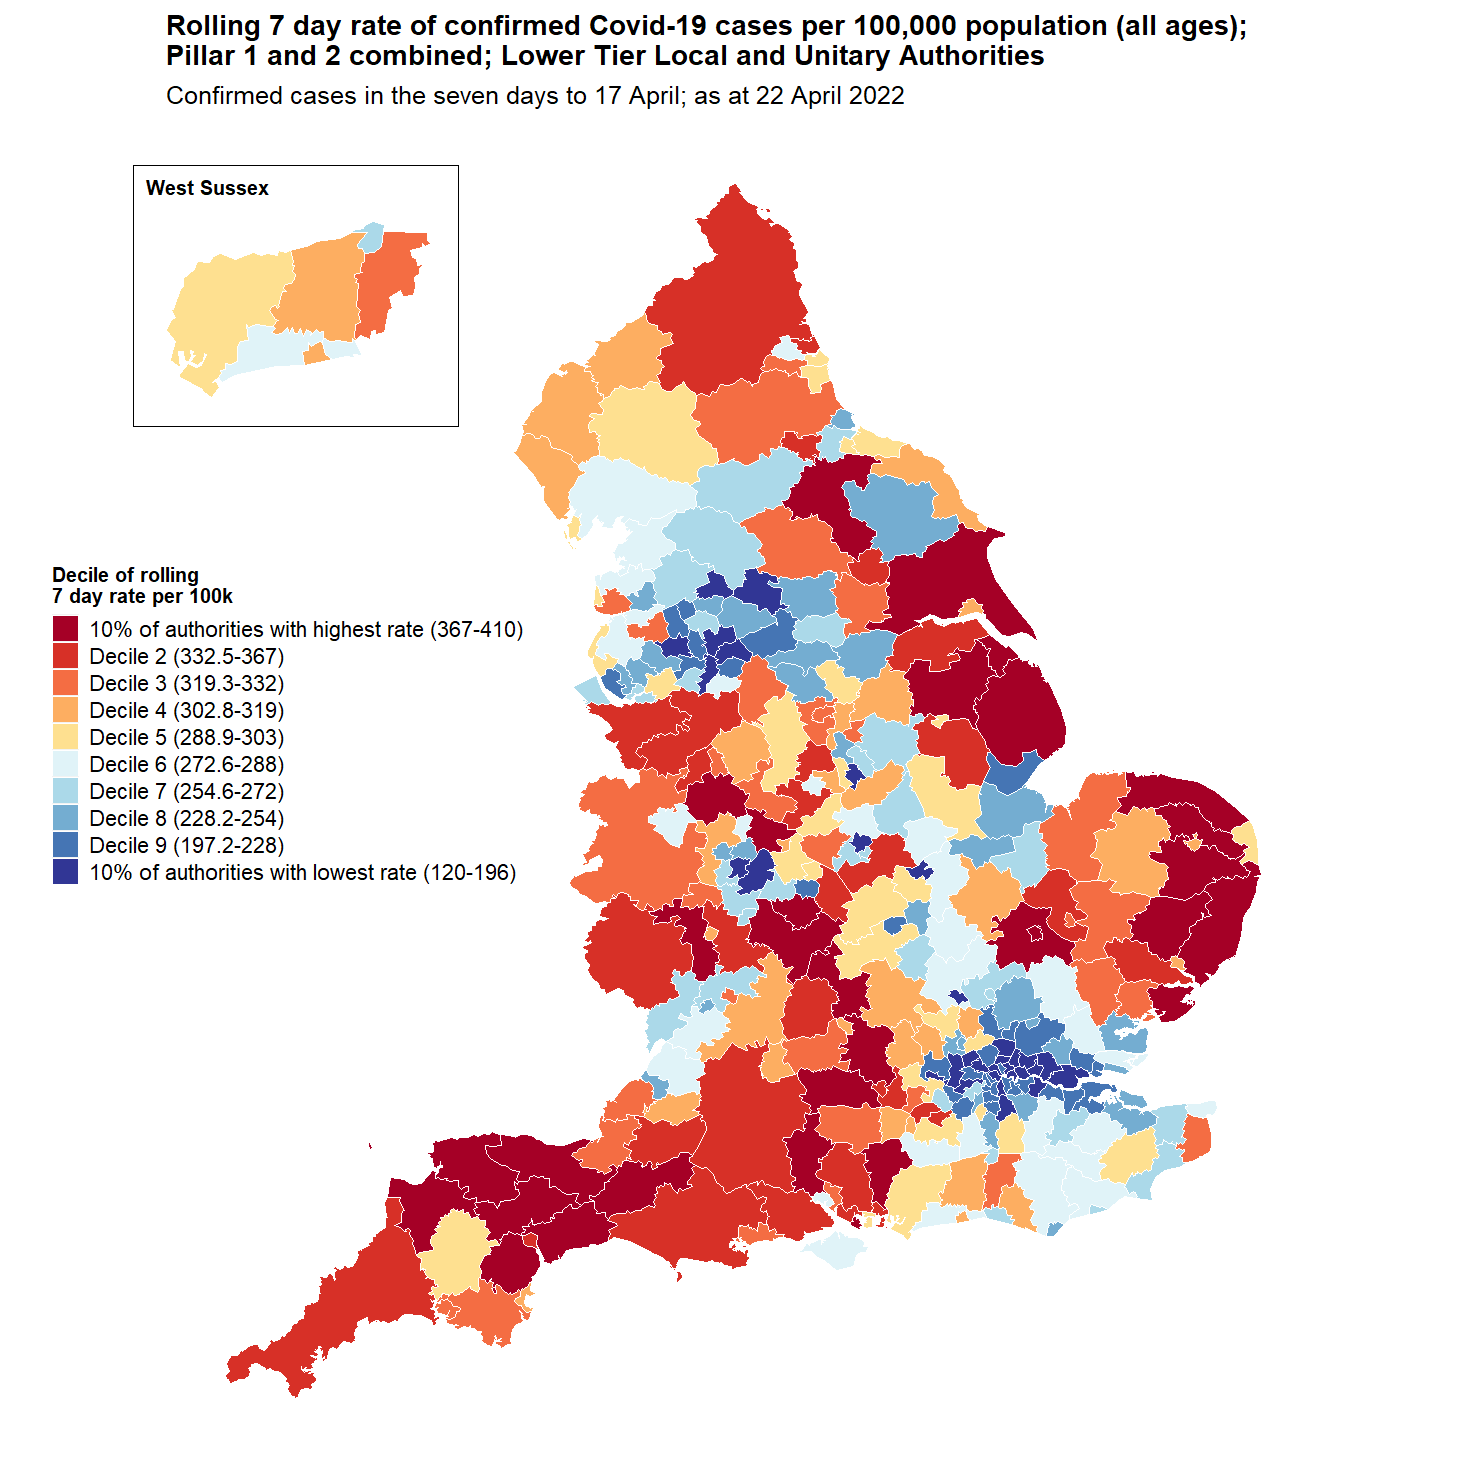 Rolling 7 day rate of confirmed Covid-19 cases per 100,000 population (all ages);
Pillar 1 and 2 combined; Lower Tier Local and Unitary Authorities
Confirmed cases in the seven days to 17 April; as at 22 April 2022
West Sussex
Decile of rolling
7 day rate per 100k
10% of authorities with highest rate (367-410)
Decile 2 (332.5-367)
Decile 3 (319.3-332)
Decile 4 (302.8-319)
Decile 5 (288.9-303)
Decile 6 (272.6-288)
Decile 7 (254.6-272)
Decile 8 (228.2-254)
Decile 9 (197.2-228)
10% of authorities with lowest rate (120-196)